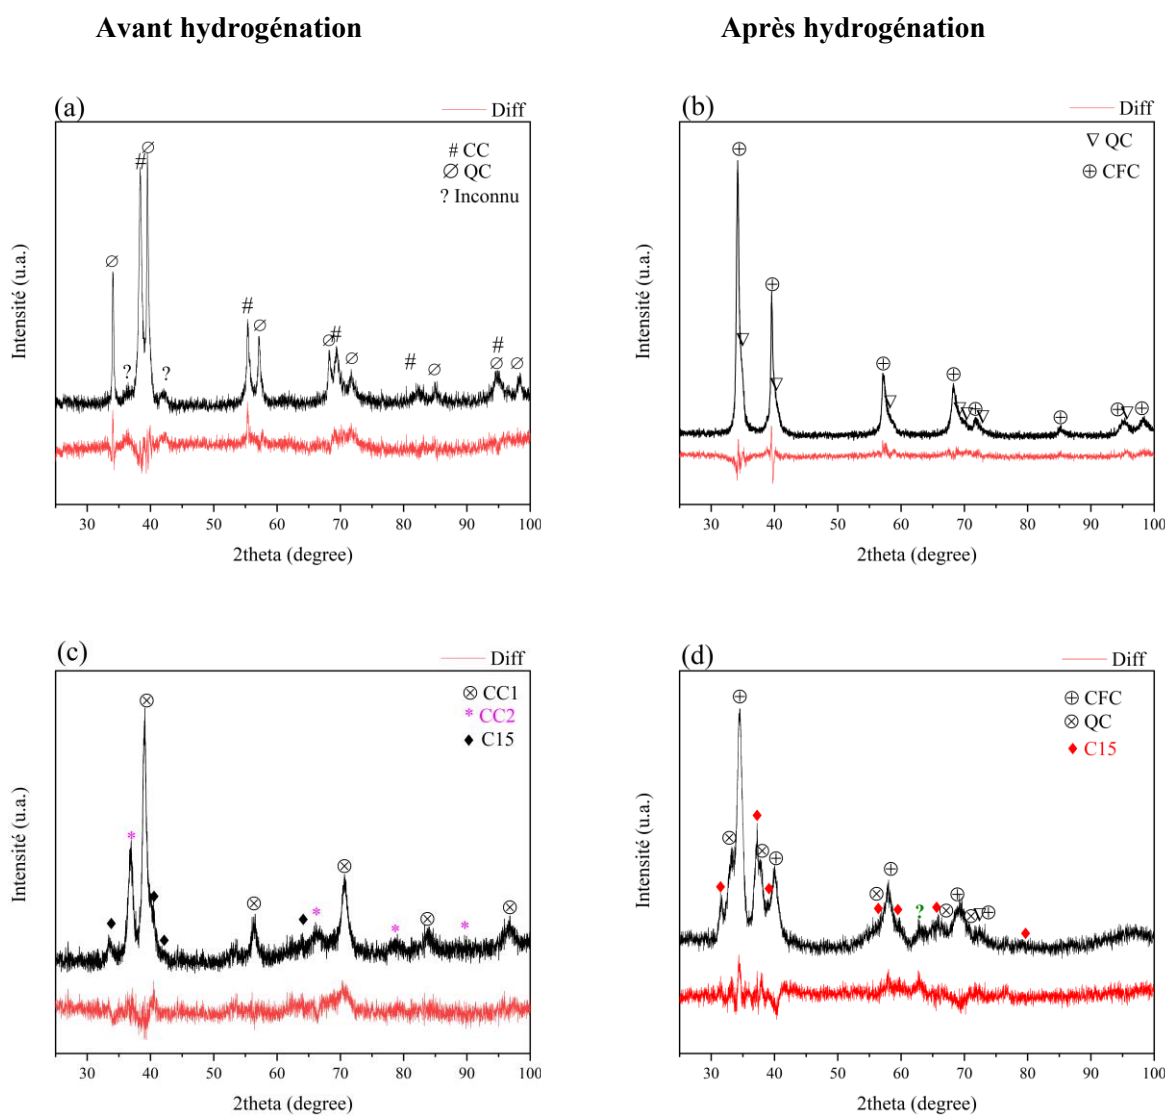 Avant hydrogénation
Après hydrogénation
(a)
Diff
# CC
∅ QC
? Inconnu
∅
#
∅
?
?
#
∅
∅
#
∅
#
∅
#
∅
∅
Intensité (u.a.)
30 40 50 60 70 80 90 100
2theta (degree)
(b)
Diff
∇ QC
⊕ CFC
Intensité (u.a.)
30 40 50 60 70 80 90 100
2theta (degree)
(c)
Diff
⊗ CC1
* CC2
♦ C15
Intensité (u.a.)
30 40 50 60 70 80 90 100
2theta (degree)
(d)
Diff
⊕ CFC
⊗ QC
♦ C15
?
Intensité (u.a.)
30 40 50 60 70 80 90 100
2theta (degree)